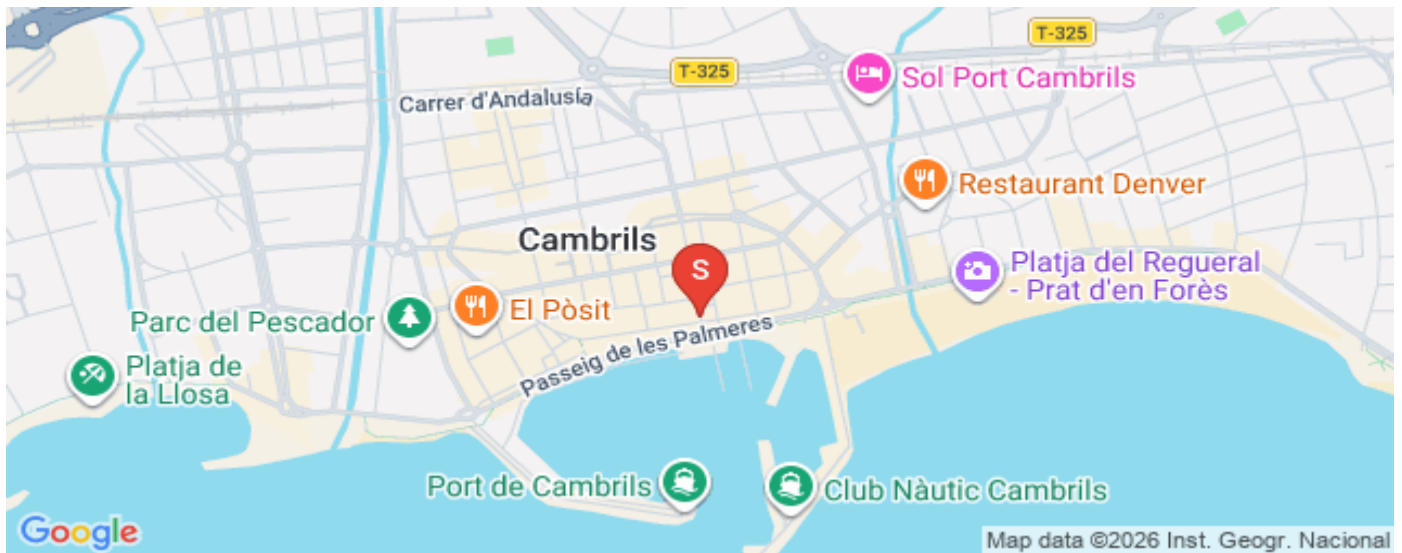 T-325
T-325
Sol Port Cambrils
Carrer d'Andalusía
Restaurant Denver
Cambrils
S
Platja del Regueral
- Prat d'en Forès
El Pòsit
Parc del Pescador
Passeig de les Palmeres
Platja de
la Llosa
Port de Cambrils
Club Nàutic Cambrils
Google
Map data ©2026 Inst. Geogr. Nacional